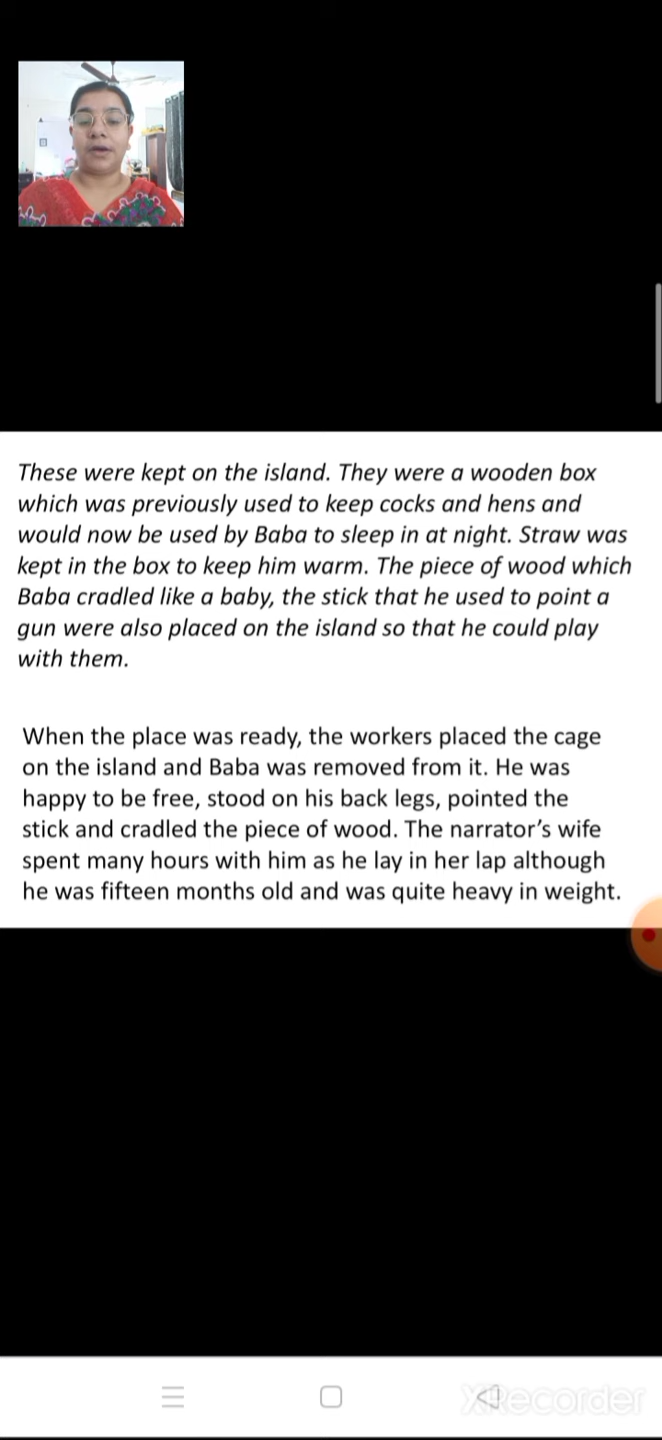 These were kept on the island. They were a wooden box
which was previously used to keep cocks and hens and
would now be used by Baba to sleep in at night. Straw was
kept in the box to keep him warm. The piece of wood which
Baba cradled like a baby, the stick that he used to point a
gun were also placed on the island so that he could play
with them.
When the place was ready, the workers placed the cage
on the island and Baba was removed from it. He was
happy to be free, stood on his back legs, pointed the
stick and cradled the piece of wood. The narrator’s wife
spent many hours with him as he lay in her lap although
he was fifteen months old and was quite heavy in weight.
XRecorder